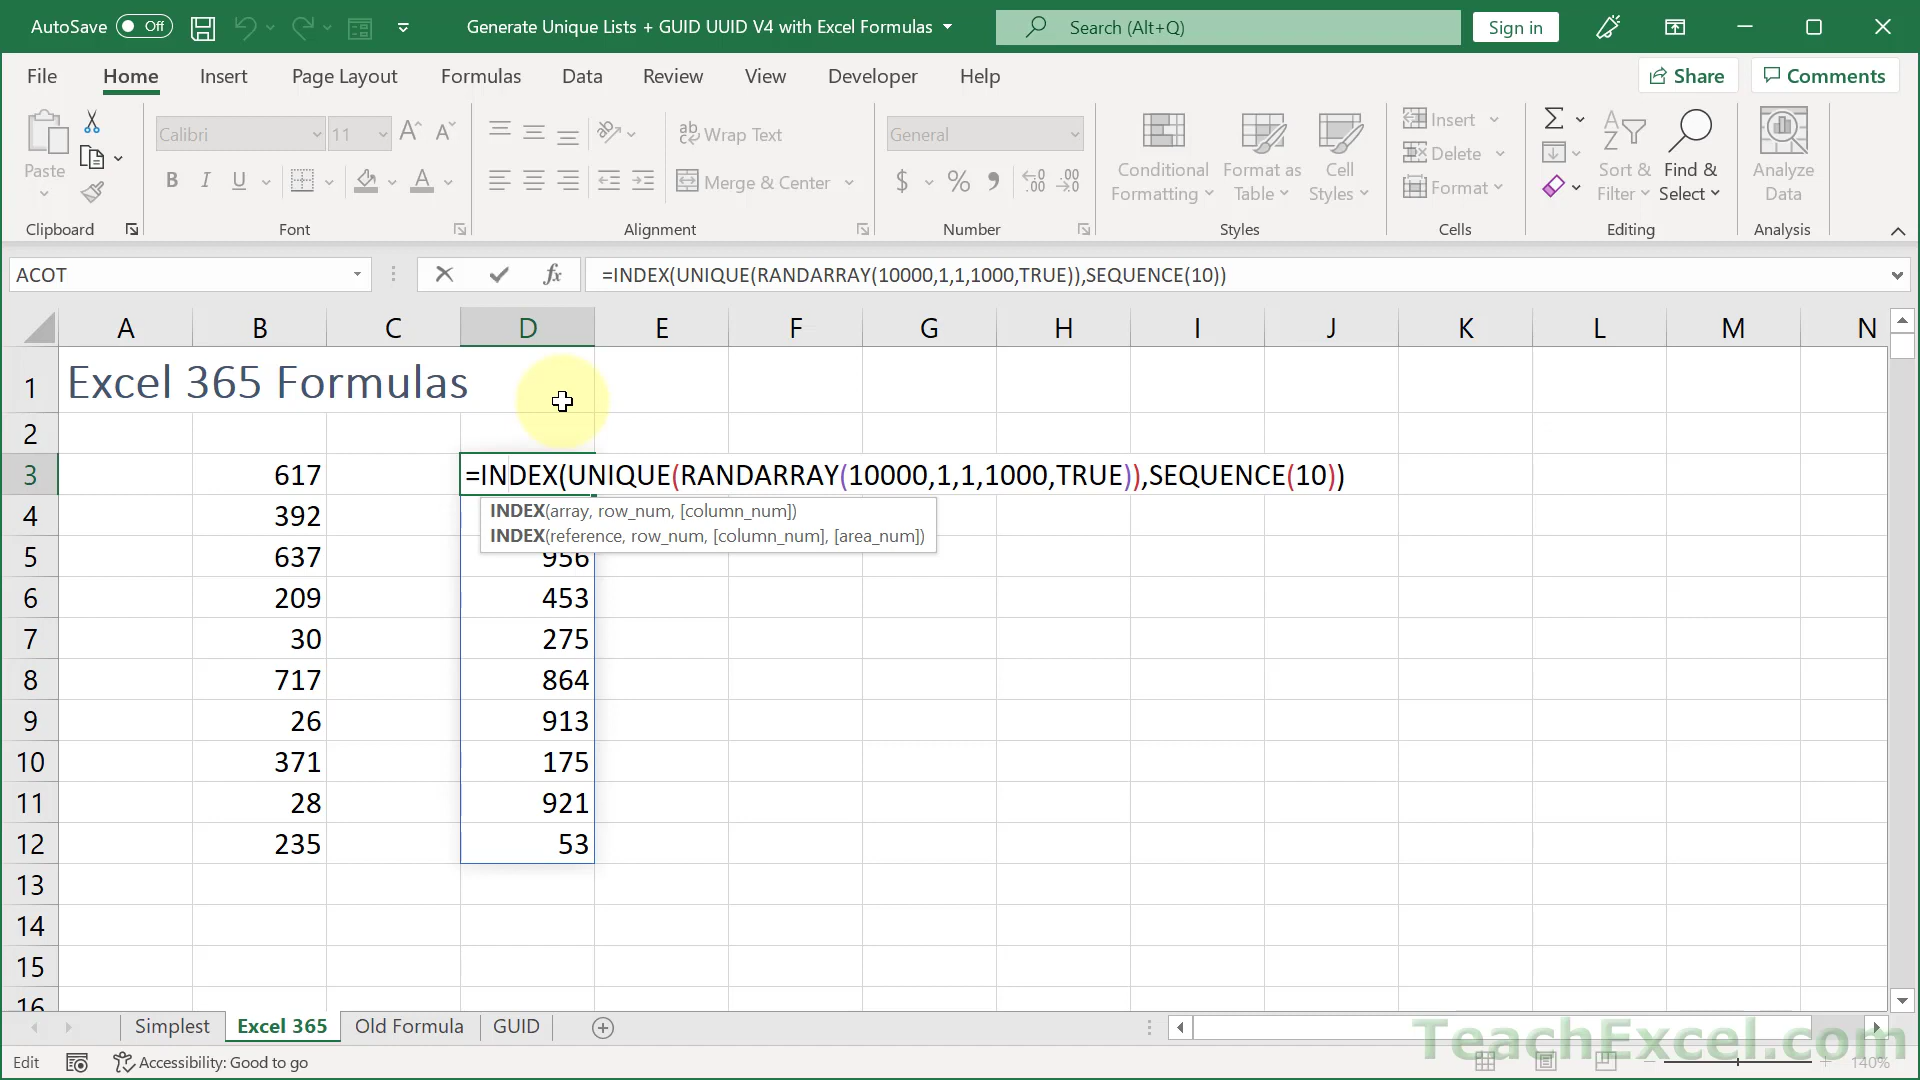 AutoSave Off Generate Unique Lists + GUID UUID V4 with Excel Formulas Search (Alt+Q) Sign in
File Home Insert Page Layout Formulas Data Review View Developer Help Share Comments
Paste
Calibri 11
B I U
ab Wrap Text
Merge & Center
General
$ % 9 .00 .00
Conditional Formatting
Format as Table
Cell Styles
Insert
Delete
Format
Sort & Filter
Find & Select
Analyze Data
Clipboard Font Alignment Number Styles Cells Editing Analysis
ACOT fx =INDEX(UNIQUE(RANDARRAY(10000,1,1,1000,TRUE)),SEQUENCE(10))
A B C D E F G H I J K L M N
1 Excel 365 Formulas
2
3 617 =INDEX(UNIQUE(RANDARRAY(10000,1,1,1000,TRUE)),SEQUENCE(10))
4 392 INDEX(array, row_num, [column_num])
INDEX(reference, row_num, [column_num], [area_num])
5 637 956
6 209 453
7 30 275
8 717 864
9 26 913
10 371 175
11 28 921
12 235 53
13
14
15
16
Simplest Excel 365 Old Formula GUID
TeachExcel.com
Edit Accessibility: Good to go 140%